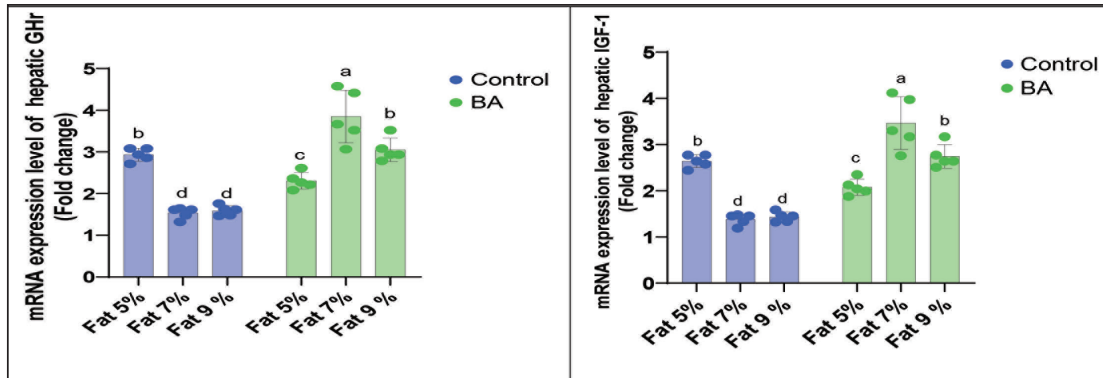 mRNA expression level of hepatic GHr
(Fold change)
5
4
3
2
1
0
b
d
d
c
a
b
Control
BA
Fat 5%
Fat 7%
Fat 9 %
Fat 5%
Fat 7%
Fat 9 %
mRNA expression level of hepatic IGF-1
(Fold change)
5
4
3
2
1
0
b
d
d
c
a
b
Control
BA
Fat 5%
Fat 7%
Fat 9 %
Fat 5%
Fat 7%
Fat 9 %